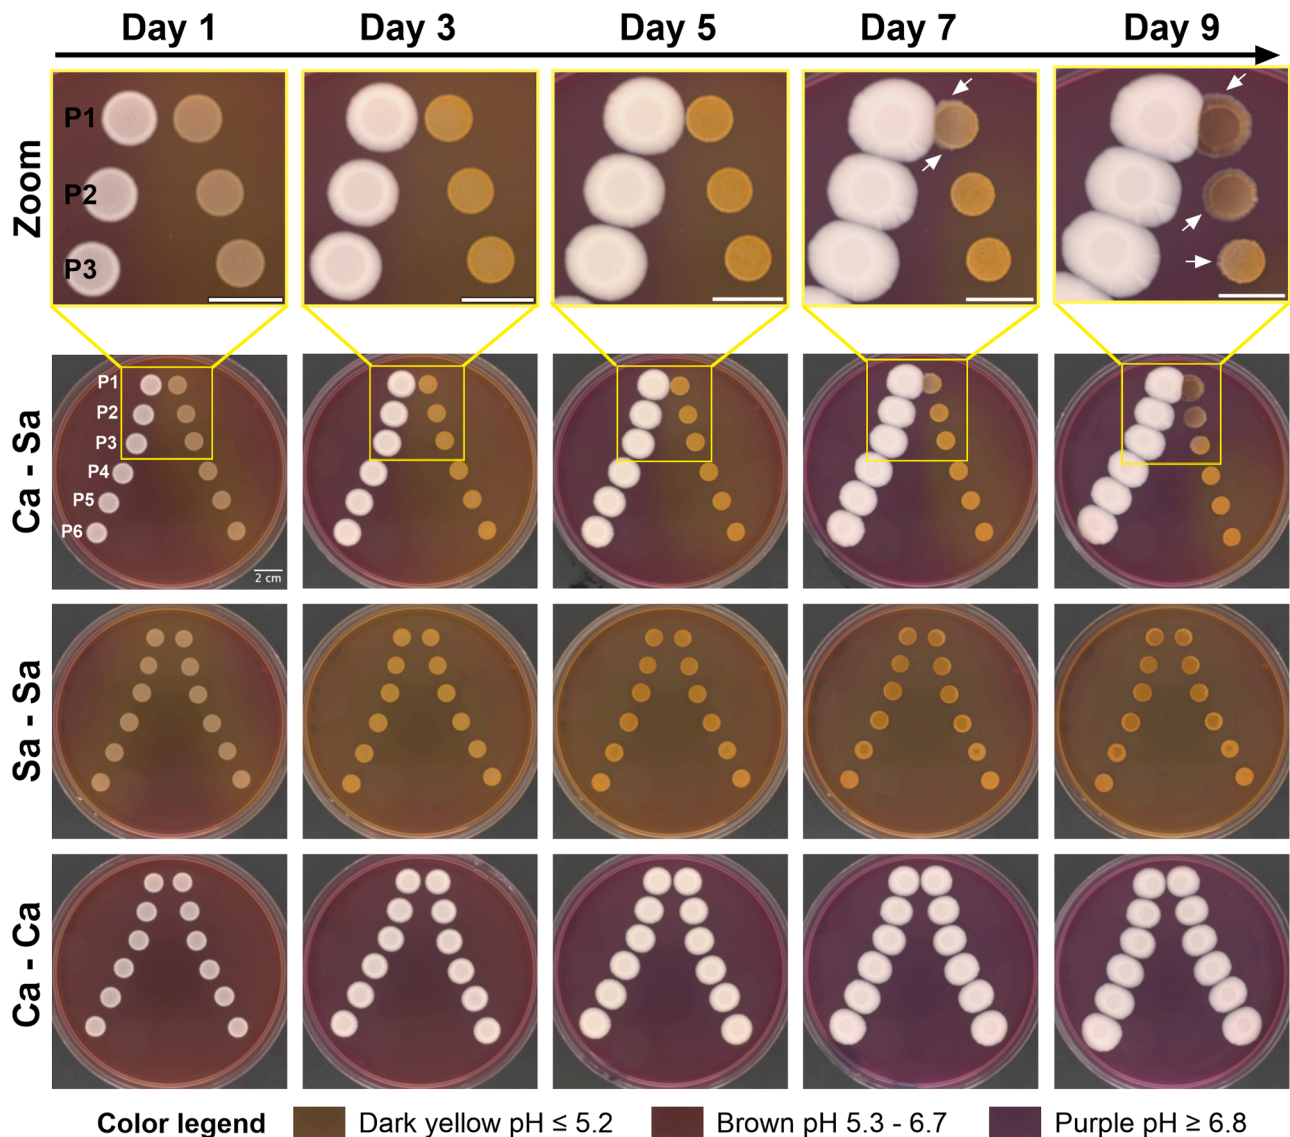 Day 1 Day 3 Day 5 Day 7 Day 9
Zoom
P1
P2
P3
Ca - Sa
P1
P2
P3
P4
P5
P6
2 cm
Sa - Sa
Ca - Ca
Color legend Dark yellow pH ≤ 5.2 Brown pH 5.3 - 6.7 Purple pH ≥ 6.8